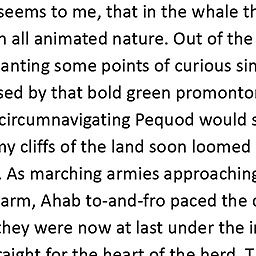 seems to me, that in the whale th
n all animated nature. Out of the
anting some points of curious sin
sed by that bold green promonto
circumnavigating Pequod would s
my cliffs of the land soon loomed
. As marching armies approaching
arm, Ahab to-and-fro paced the d
they were now at last under the i
raight for the heart of the herd. T